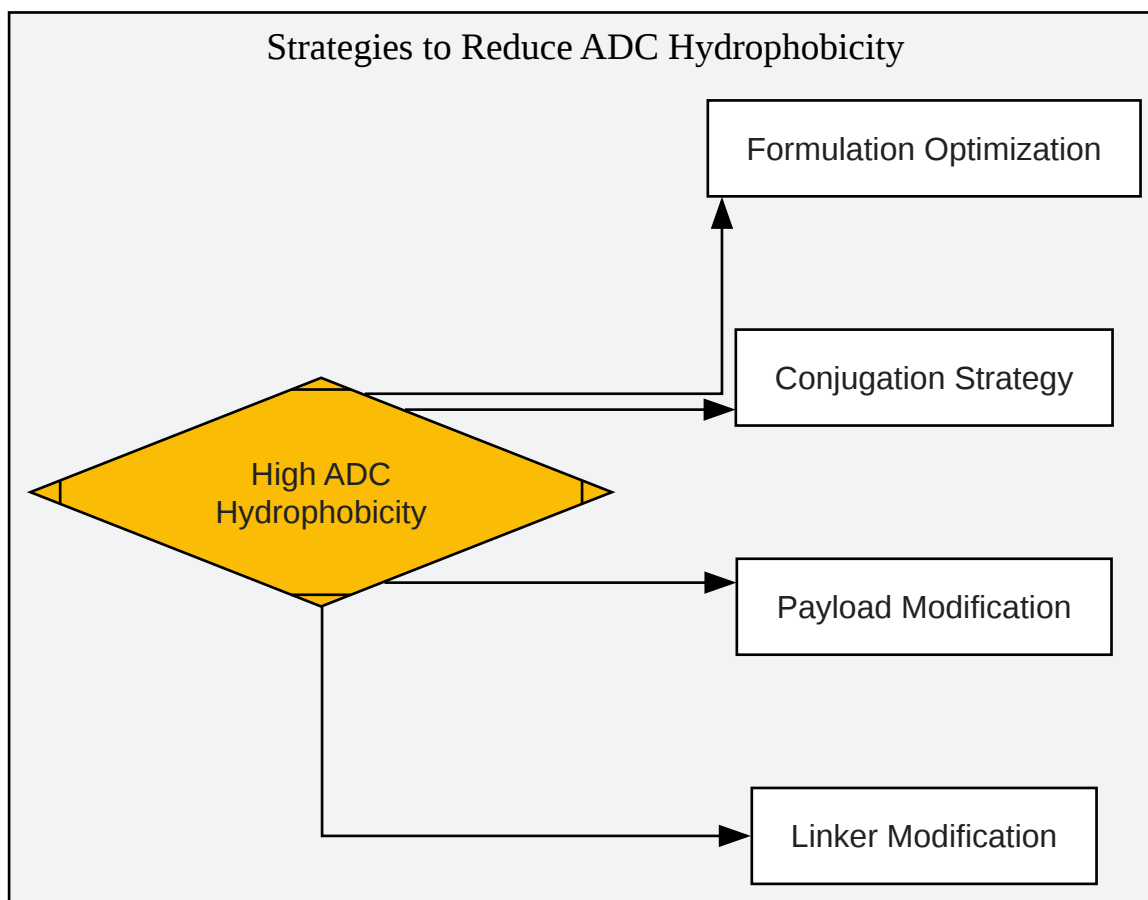 Strategies to Reduce ADC Hydrophobicity
Formulation Optimization
Conjugation Strategy
High ADC
Hydrophobicity
Payload Modification
Linker Modification